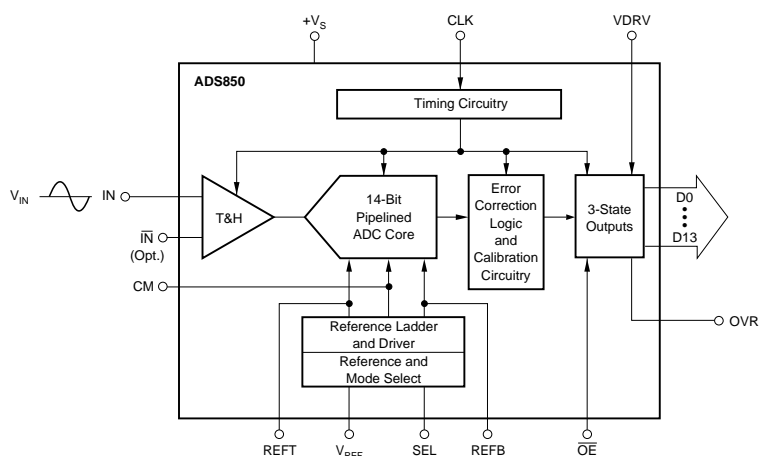 +VS
CLK
VDRV
ADS850
Timing Circuitry
VIN
IN
T&H
14-Bit
Pipelined
ADC Core
Error
Correction
Logic
and
Calibration
Circuitry
3-State
Outputs
D0
D13
IN
(Opt.)
CM
Reference Ladder
and Driver
Reference and
Mode Select
OVR
REFT
VREF
SEL
REFB
OE